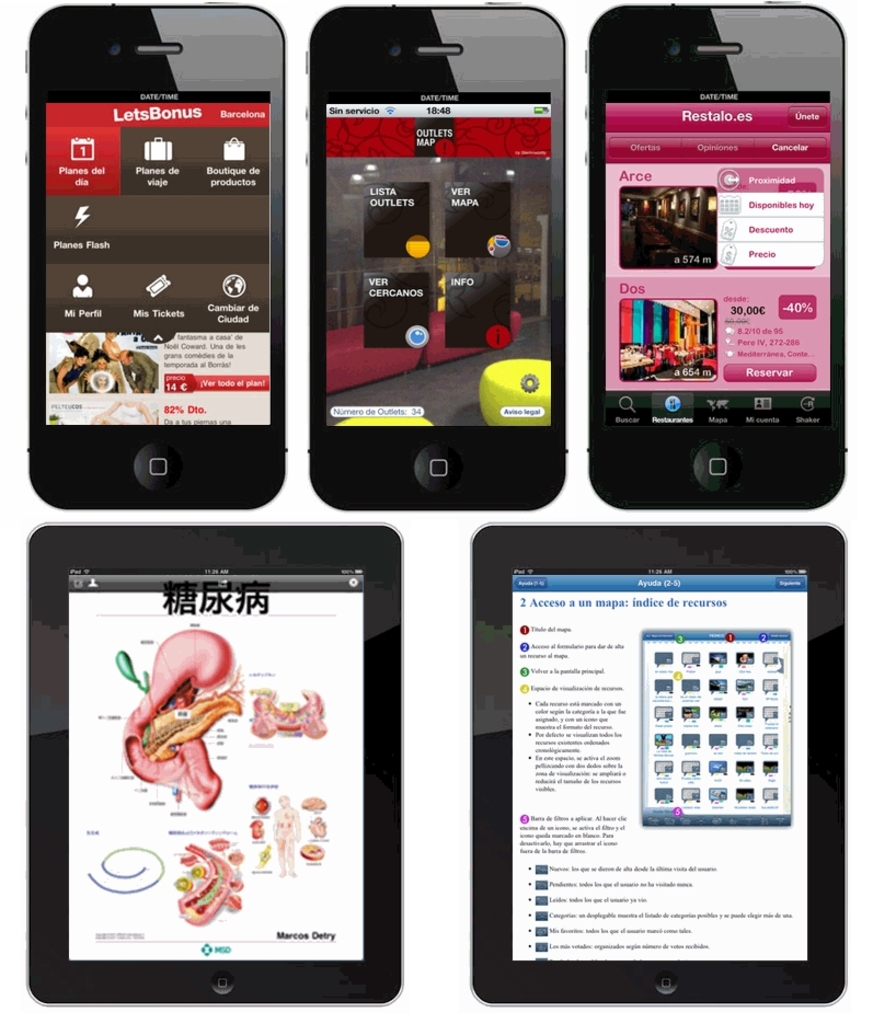 DATE/TIME
LetsBonus
Barcelona
Planes del
día
Planes de
viaje
Boutique de
productos
Planes Flash
Mi Perfil
Mis Tickets
Cambiar de
Ciudad
fantasma a casa' de
Noël Coward. Una de les
grans comèdies de la
temporada al Borràs!
precio
14 €
¡Ver todo el plan!
82% Dto.
Da a tus piernas una
DATE/TIME
Sin servicio
18:48
OUTLETS
MAP
LISTA
OUTLETS
VER
MAPA
VER
CERCANOS
INFO
Número de Outlets: 34
Aviso legal
DATE/TIME
Restalo.es
Únete
Ofertas
Opiniones
Cancelar
Arce
a 574 m
Proximidad
Disponibles hoy
Descuento
Precio
Dos
a 654 m
desde:
30,00€
-40%
8.2/10 de 95
Pere IV, 272-286
Mediterránea, Conte...
Reservar
Buscar
Restaurantes
Mapa
Mi cuenta
Shaker
iPad
11:26 AM
100%
糖尿病
Marcos Detry
MSD
iPad
11:26 AM
100%
Ayuda (1-5)
Ayuda (2-5)
Siguiente
2 Acceso a un mapa: índice de recursos
1 Título del mapa.
2 Acceso al formulario para dar de alta
un recurso al mapa.
3 Volver a la pantalla principal.
4 Espacio de visualización de recursos.
• Cada recurso está marcado con un
color según la categoría a la que fue
asignado, y con un icono que
muestra el formato del recurso.
• Por defecto se visualizan todos los
recursos existentes ordenados
cronológicamente.
• En este espacio, se activa el zoom
pellizcando con dos dedos sobre la
zona de visualización: se ampliará o
reducirá el tamaño de los recursos
visibles.
5 Barra de filtros a aplicar. Al hacer clic
encima de un icono, se activa el filtro y el
icono queda marcado en blanco. Para
desactivarlo, hay que arrastrar el icono
fuera de la barra de filtros.
• Nuevos: los que se dieron de alta desde la última visita del usuario.
• Pendientes: todos los que el usuario no ha visitado nunca.
• Leídos: todos los que el usuario ya vio.
• Categorías: un desplegable muestra el listado de categorías posibles y se puede elegir más de una.
• Mis favoritos: todos los que el usuario marcó como tales.
• Los más votados: organizados según número de votos recibidos.